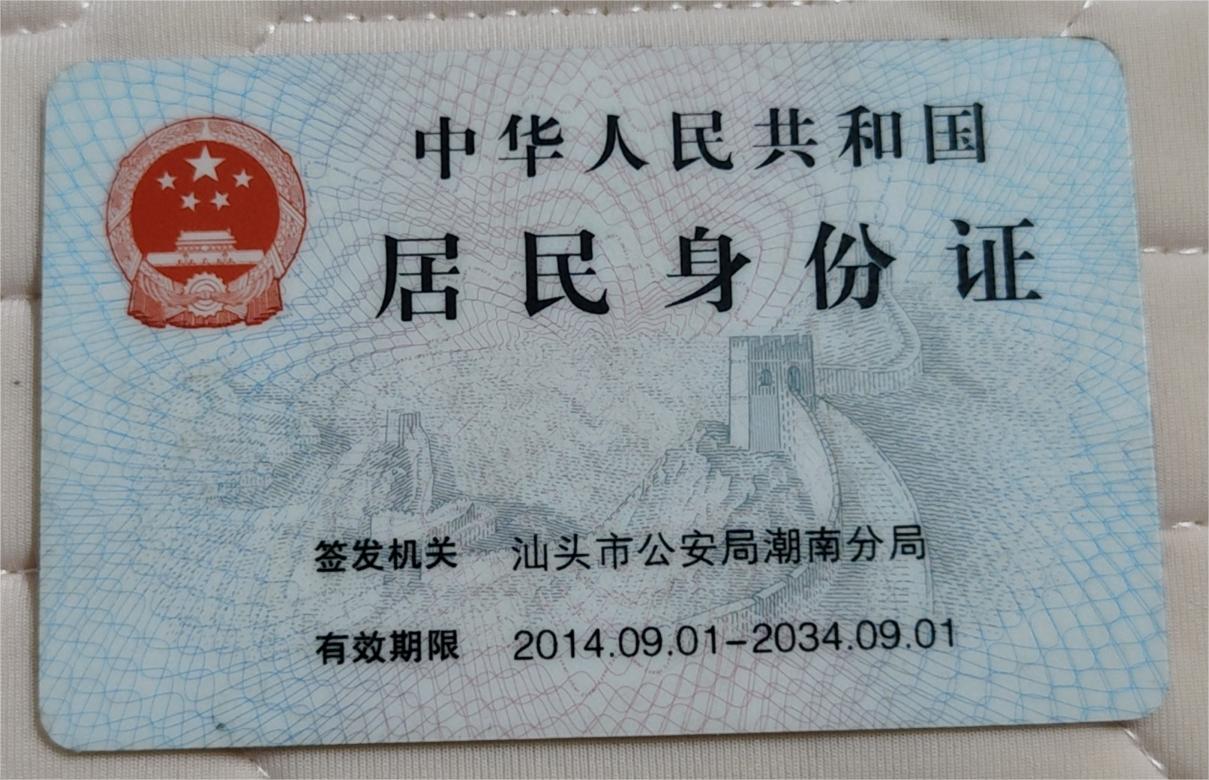 中华人民共和国
居民身份证
签发机关 汕头市公安局潮南分局
有效期限 2014.09.01-2034.09.01